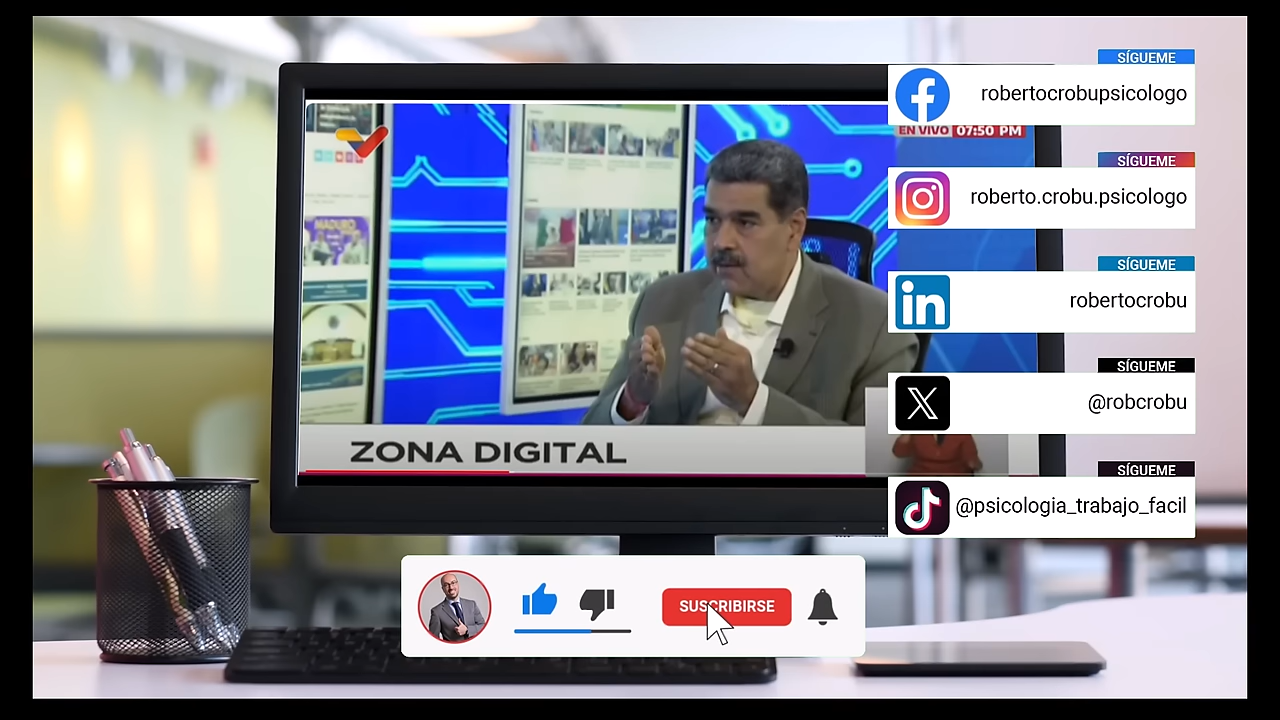 SÍGUEME
robertocrobupsicologo
EN VIVO 07:50 PM
SÍGUEME
roberto.crobu.psicologo
MADURO
SÍGUEME
robertocrobu
SÍGUEME
@robcrobu
ZONA DIGITAL
SÍGUEME
@psicologia_trabajo_facil
SUSCRIBIRSE